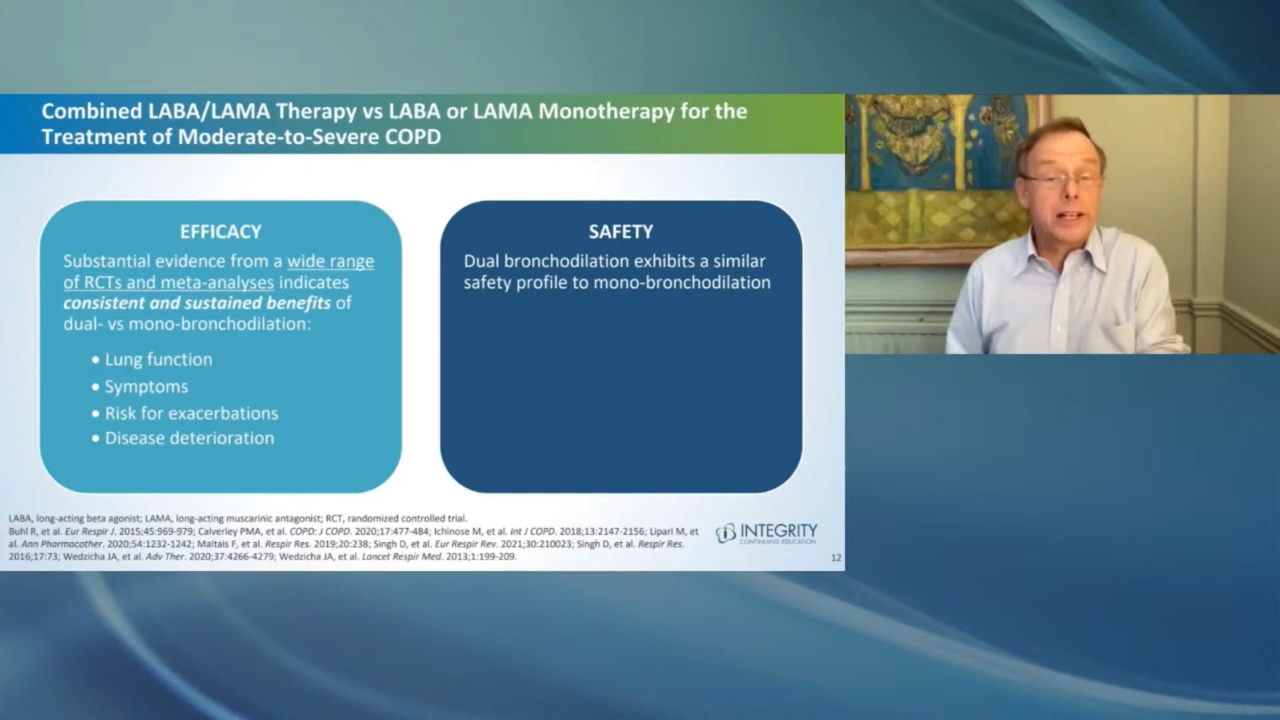 Combined LABA/LAMA Therapy vs LABA or LAMA Monotherapy for the
Treatment of Moderate-to-Severe COPD
EFFICACY
Substantial evidence from a wide range
of RCTs and meta-analyses indicates
consistent and sustained benefits of
dual- vs mono-bronchodilation:
• Lung function
• Symptoms
• Risk for exacerbations
• Disease deterioration
SAFETY
Dual bronchodilation exhibits a similar
safety profile to mono-bronchodilation
LABA, long-acting beta agonist; LAMA, long-acting muscarinic antagonist; RCT, randomized controlled trial.
Buhl R, et al. Eur Respir J. 2015;45:969-979; Calverley PMA, et al. COPD: J COPD. 2020;17:477-484; Ichinose M, et al. Int J COPD. 2018;13:2147-2156; Lipari M, et
al. Ann Pharmacother. 2020;54:1232-1242; Maltais F, et al. Respir Res. 2019;20:238; Singh D, et al. Eur Respir Rev. 2021;30:210023; Singh D, et al. Respir Res.
2016;17:73; Wedzicha JA, et al. Adv Ther. 2020;37:4266-4279; Wedzicha JA, et al. Lancet Respir Med. 2013;1:199-209.
INTEGRITY
CONTINUING EDUCATION
12